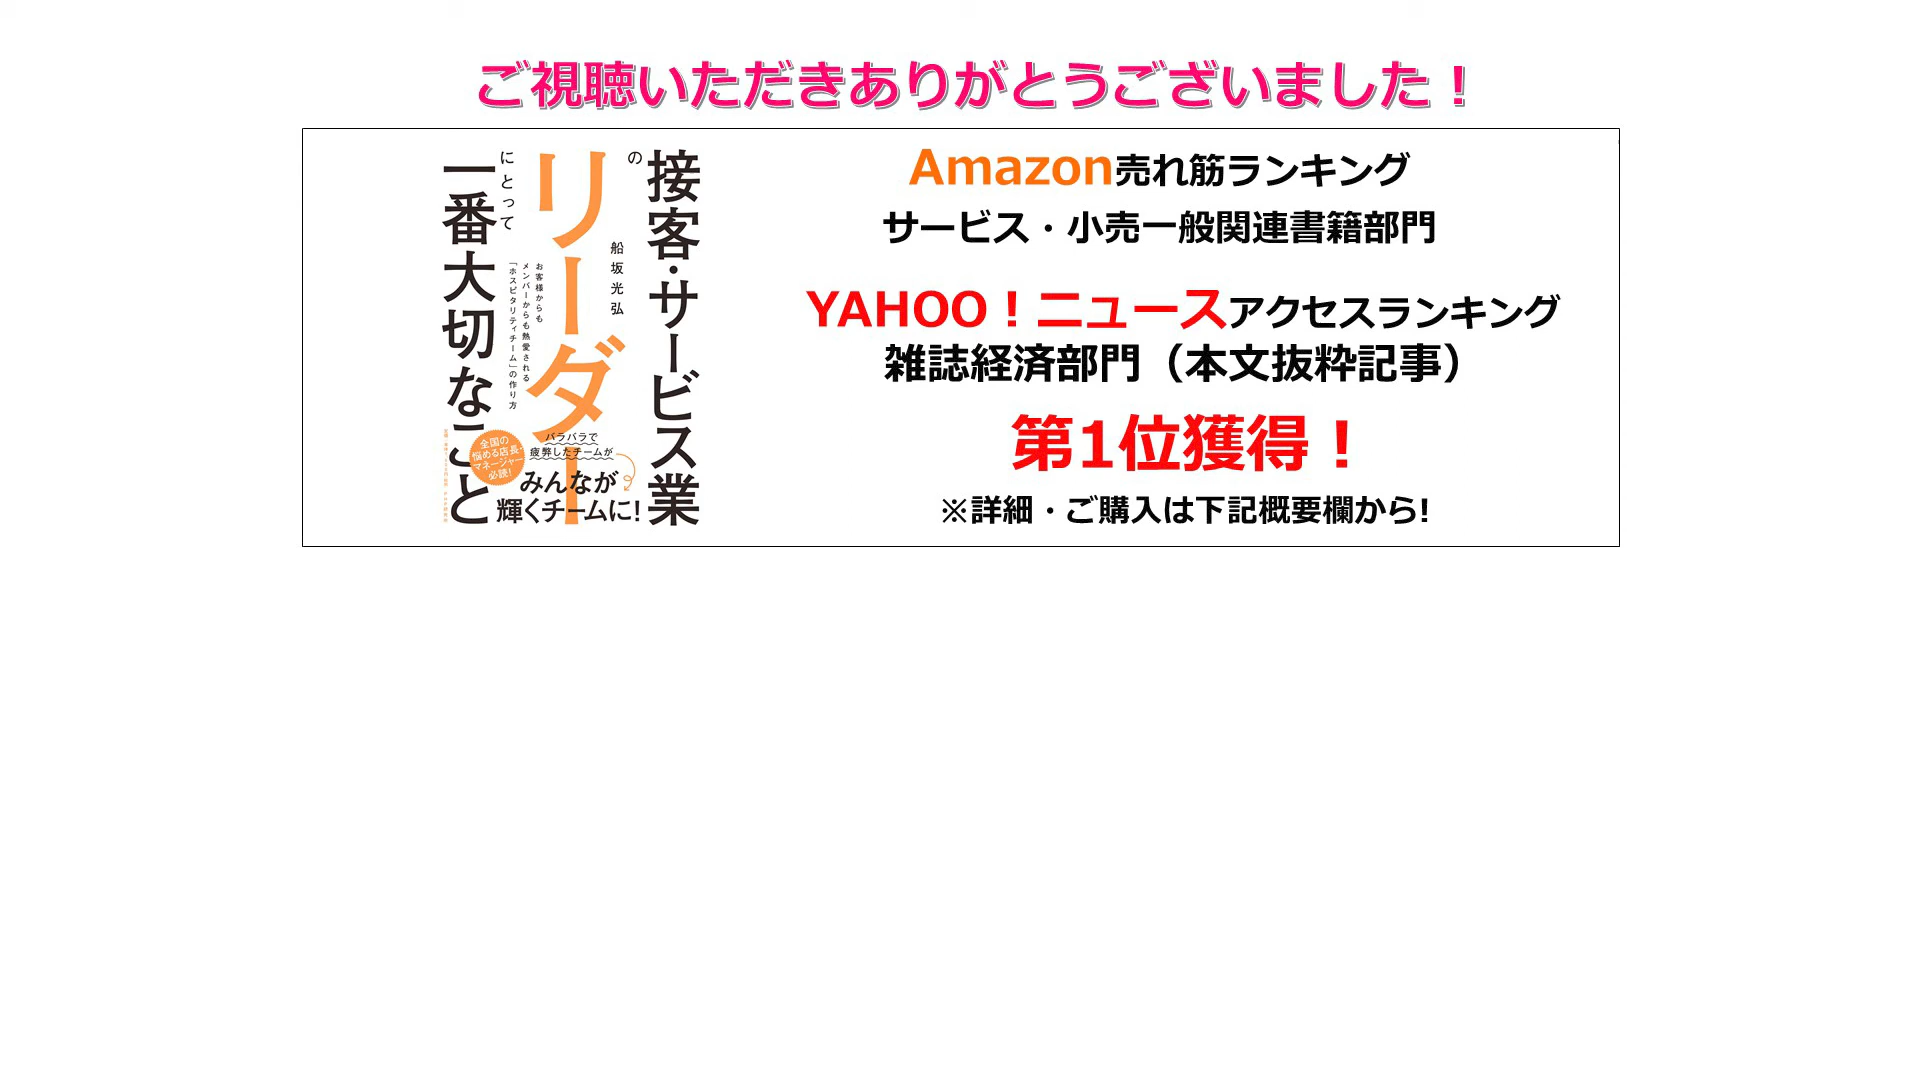 ご視聴いただきありがとうございました！
接客・サービス業
の
リーダー
にとって
一番大切なこと
船坂光弘
お客様からも
メンバーからも熱愛される
「ホスピタリティチーム」の作り方
全国の
悩める店長・
マネージャー
必読!
バラバラで
疲弊したチームが
みんなが
輝くチームに!
Amazon売れ筋ランキング
サービス・小売一般関連書籍部門
YAHOO！ニュースアクセスランキング
雑誌経済部門（本文抜粋記事）
第1位獲得！
※詳細・ご購入は下記概要欄から!